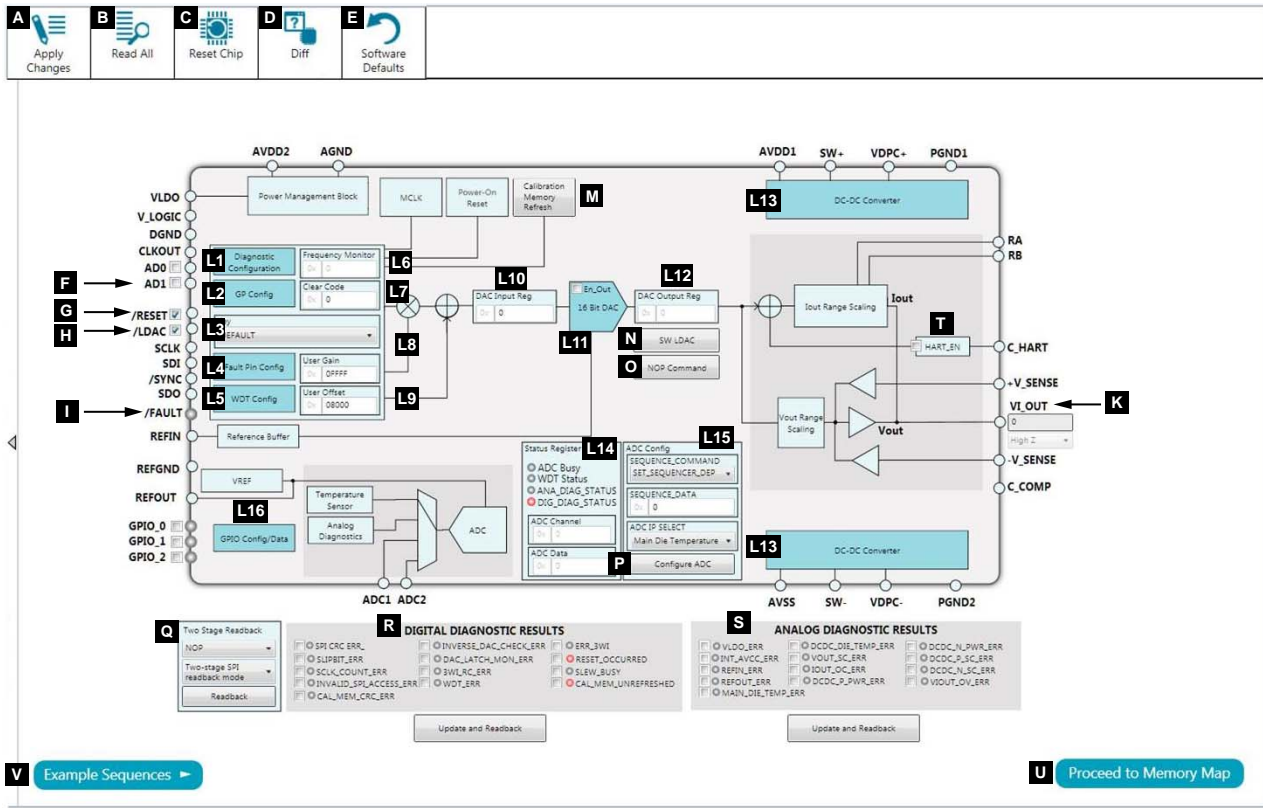 A
Apply
Changes
B
Read All
C
Reset Chip
D
Diff
E
Software
Defaults
AVDD2
AGND
AVDD1
SW+
VDPC+
PGND1
VLDO
V_LOGIC
DGND
CLKOUT
AD0
F
AD1
G
/RESET
H
/LDAC
SCLK
SDI
/SYNC
SDO
I
/FAULT
REFIN
REFGND
REFOUT
GPIO_0
GPIO_1
GPIO_2
Power Management Block
MCLK
Power-On
Reset
Calibration
Memory
Refresh
M
L13
DC-DC Converter
L1
Diagnostic
Configuration
Frequency Monitor
0x 0
L6
L2
GP Config
Clear Code
0x 0
L7
L3
EFAULT
L8
L4
Fault Pin Config
User Gain
0x 0FFFF
L5
WDT Config
User Offset
0x 08000
L9
L10
DAC Input Reg
0x 0
En_Out
16 Bit DAC
L11
L12
DAC Output Reg
0x 0
N
SW LDAC
O
NOP Command
Iout Range Scaling
Iout
T
HART_EN
RA
RB
C_HART
+V_SENSE
VI_OUT
K
0
High Z
-V_SENSE
C_COMP
Vout Range
Scaling
Vout
Reference Buffer
VREF
L16
GPIO Config/Data
Temperature
Sensor
Analog
Diagnostics
ADC
Status Register
L14
ADC Busy
WDT Status
ANA_DIAG_STATUS
DIG_DIAG_STATUS
ADC Channel
0x 0
ADC Data
0x 0
ADC Config
L15
SEQUENCE_COMMAND
SET_SEQUENCER_DEP
SEQUENCE_DATA
0x 0
ADC IP SELECT
Main Die Temperature
P
Configure ADC
L13
DC-DC Converter
ADC1
ADC2
AVSS
SW-
VDPC-
PGND2
Q
Two Stage Readback
NOP
Two-stage SPI
readback mode
Readback
R
DIGITAL DIAGNOSTIC RESULTS
SPI CRC ERR_
INVERSE_DAC_CHECK_ERR
ERR_3WI
SLIPBIT_ERR
DAC_LATCH_MON_ERR
RESET_OCCURRED
SCLK_COUNT_ERR
3WI_RC_ERR
SLEW_BUSY
INVALID_SPI_ACCESS_ERR
WDT_ERR
CAL_MEM_UNREFRESHED
CAL_MEM_CRC_ERR
Update and Readback
S
ANALOG DIAGNOSTIC RESULTS
VLDO_ERR
DCDC_DIE_TEMP_ERR
DCDC_N_PWR_ERR
INT_AVCC_ERR
VOUT_SC_ERR
DCDC_P_SC_ERR
REFIN_ERR
IOUT_OC_ERR
DCDC_N_SC_ERR
REFOUT_ERR
DCDC_P_PWR_ERR
VIOUT_OV_ERR
MAIN_DIE_TEMP_ERR
Update and Readback
V
Example Sequences
U
Proceed to Memory Map